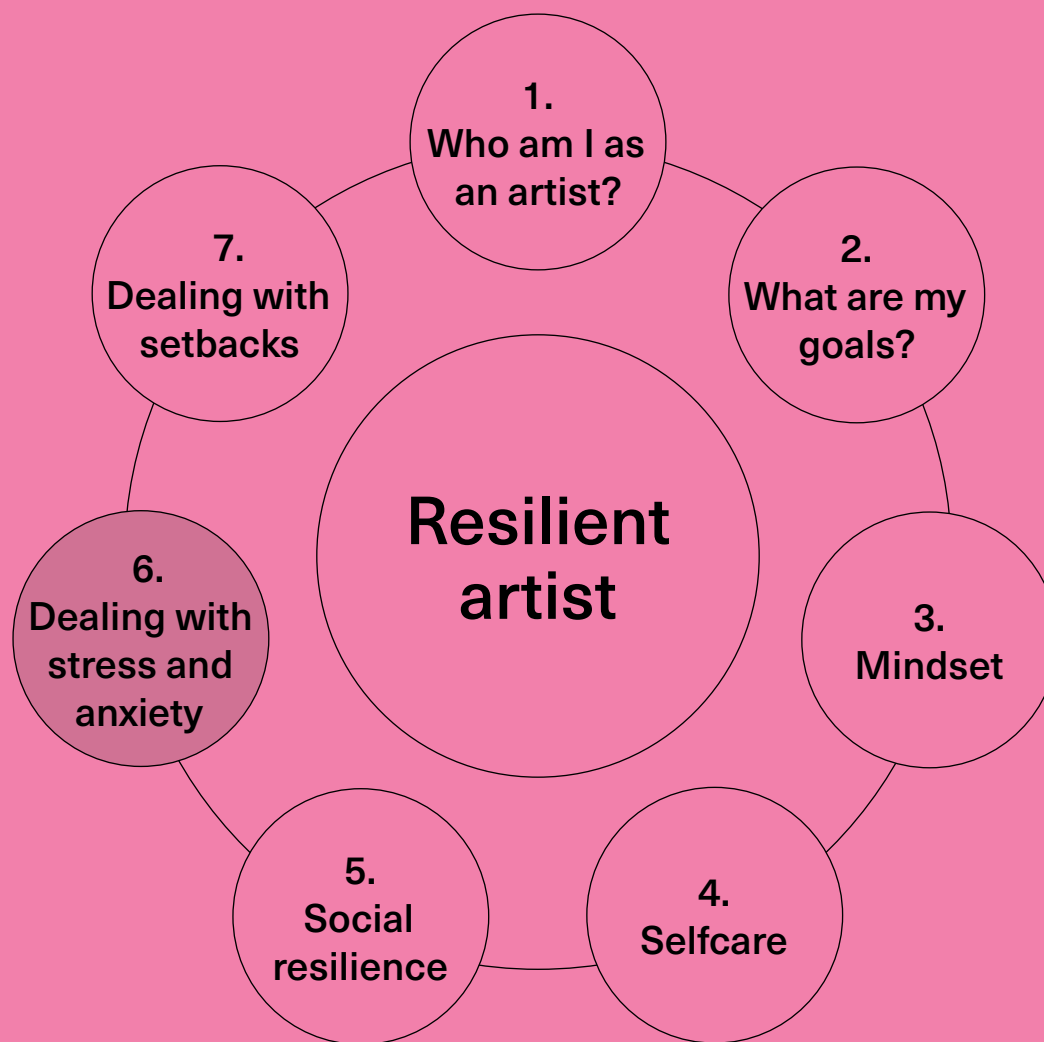 1.
Who am I as
an artist?
2.
What are my
goals?
3.
Mindset
4.
Selfcare
5.
Social
resilience
6.
Dealing with
stress and
anxiety
7.
Dealing with
setbacks
Resilient
artist